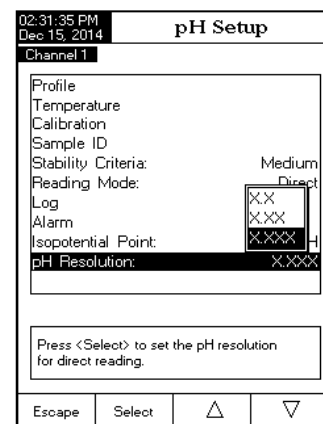 02:31:35 PM
Dec 15, 2014
pH Setup
Channel 1
Profile
Temperature
Calibration
Sample ID
Stability Criteria: Medium
Reading Mode: Direct
Log X.X
Alarm X.XX
Isopotential Point: X.XXX H
pH Resolution: X.XXX
Press <Select> to set the pH resolution
for direct reading.
Escape Select △ ▽